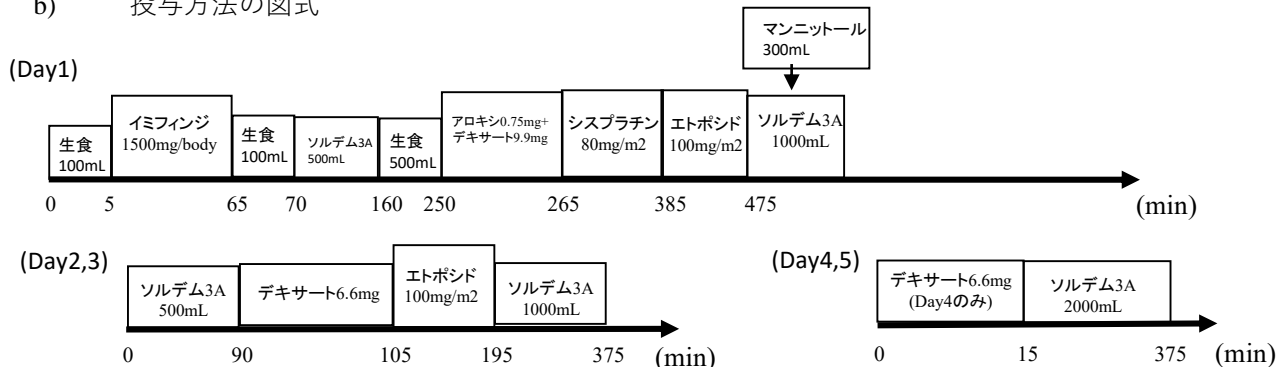 b) 投与方法の図式
マンニットール
300mL
(Day1)
生食
100mL
イミフィンジ
1500mg/body
生食
100mL
ソルデム3A
500mL
生食
500mL
アロキシ0.75mg+
デキサート9.9mg
シスプラチン
80mg/m2
エトポシド
100mg/m2
ソルデム3A
1000mL
0 5 65 70 160 250 265 385 475 (min)
(Day2,3)
ソルデム3A
500mL
デキサート6.6mg
エトポシド
100mg/m2
ソルデム3A
1000mL
0 90 105 195 375 (min)
(Day4,5)
デキサート6.6mg
(Day4のみ)
ソルデム3A
2000mL
0 15 375 (min)